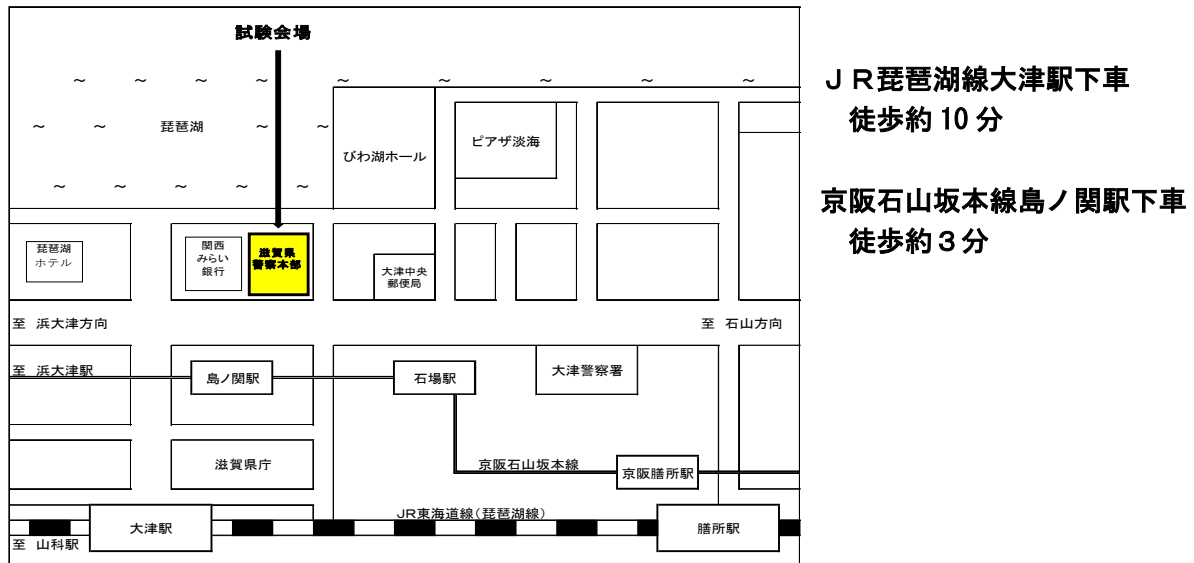 試験会場
～ ～ ～ ～ ～ ～ ～ ～ ～
～ ～ 琵琶湖 ～ ～
びわ湖ホール
ピアザ淡海
～ ～ ～ ～ ～
琵琶湖
ホテル
関西
みらい
銀行
滋賀県
警察本部
大津中央
郵便局
至 浜大津方向
至 石山方向
至 浜大津駅
島ノ関駅
石場駅
大津警察署
滋賀県庁
京阪石山坂本線
京阪膳所駅
JR東海道線(琵琶湖線)
大津駅
膳所駅
至 山科駅
ＪＲ琵琶湖線大津駅下車
徒歩約 10 分
京阪石山坂本線島ノ関駅下車
徒歩約３分